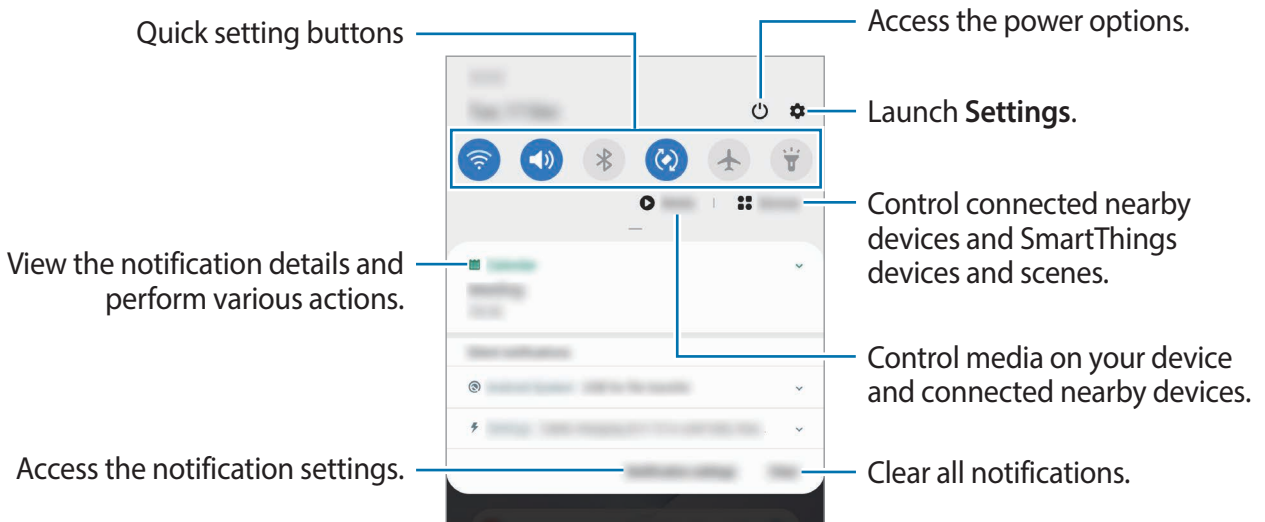 Quick setting buttons
Access the power options.
Launch Settings.
Control connected nearby
devices and SmartThings
devices and scenes.
View the notification details and
perform various actions.
Control media on your device
and connected nearby devices.
Access the notification settings.
Clear all notifications.